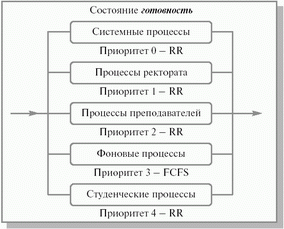 Состояние готовность
Системные процессы
Приоритет 0 – RR
Процессы ректората
Приоритет 1 – RR
Процессы преподавателей
Приоритет 2 – RR
Фоновые процессы
Приоритет 3 – FCFS
Студенческие процессы
Приоритет 4 – RR